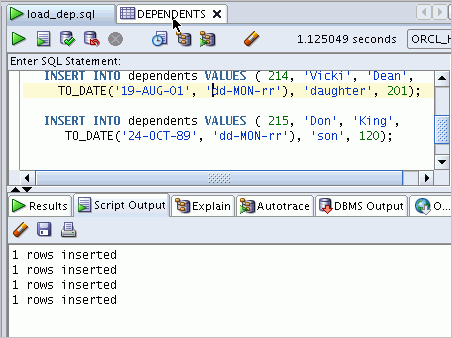 load_dep.sql DEPENDENTS
1.125049 seconds ORCL_H
Enter SQL Statement:
INSERT INTO dependents VALUES ( 214, 'Vicki', 'Dean',
TO_DATE('19-AUG-01', 'dd-MON-rr'), 'daughter', 201);
INSERT INTO dependents VALUES ( 215, 'Don', 'King',
TO_DATE('24-OCT-89', 'dd-MON-rr'), 'son', 120);
Results Script Output Explain Autotrace DBMS Output O...
1 rows inserted
1 rows inserted
1 rows inserted
1 rows inserted